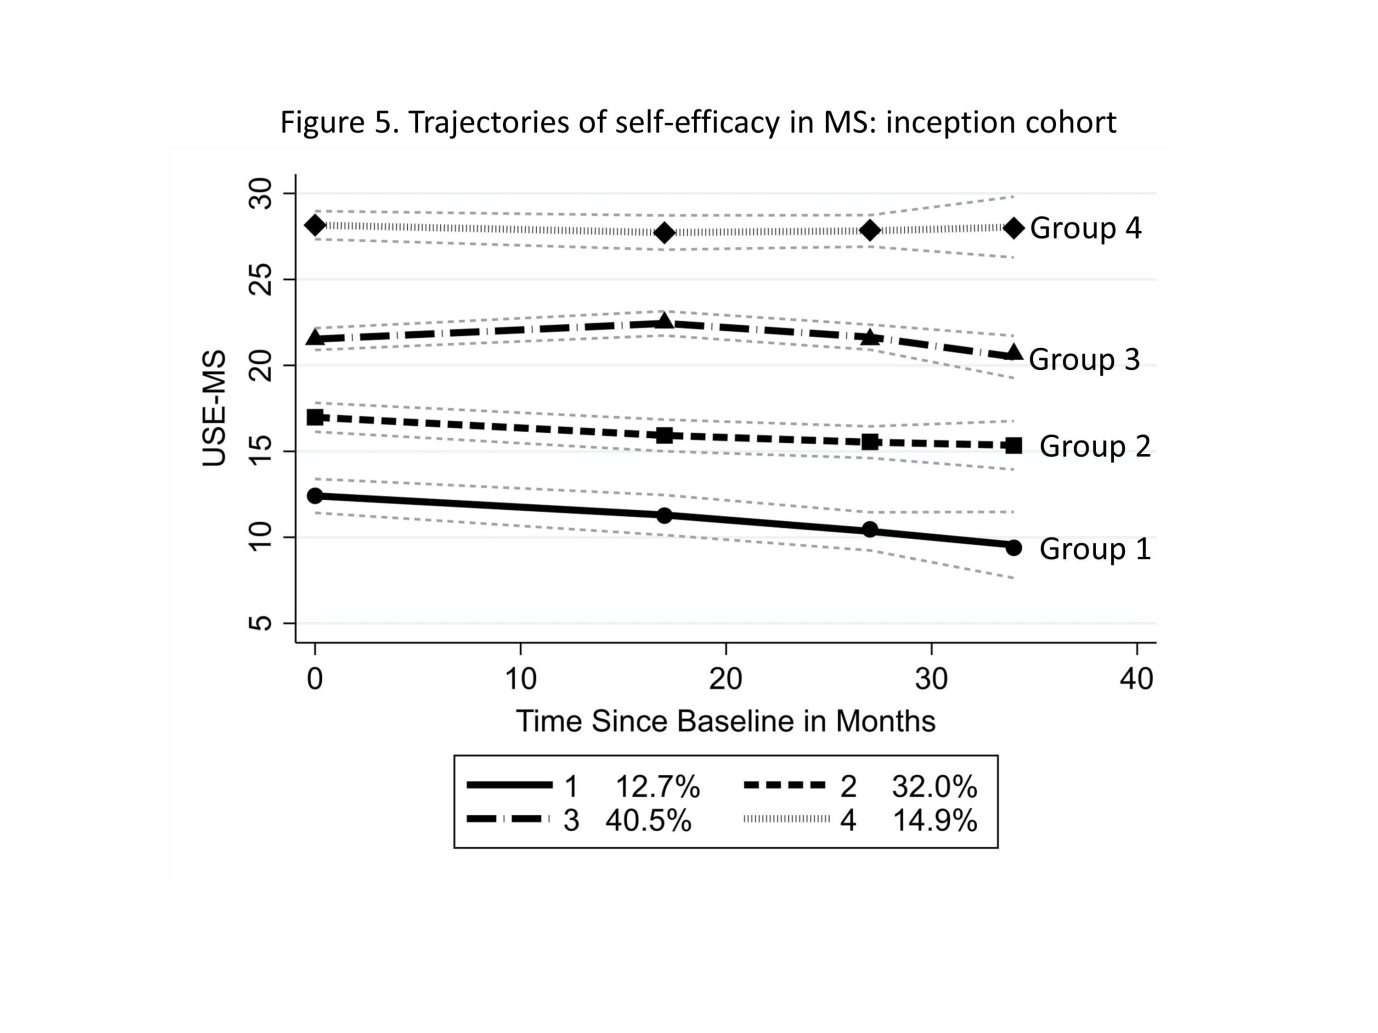 Figure 5. Trajectories of self-efficacy in MS: inception cohort
30
25
20
15
10
5
USE-MS
Group 4
Group 3
Group 2
Group 1
0 10 20 30 40
Time Since Baseline in Months
1 12.7% 2 32.0%
3 40.5% 4 14.9%